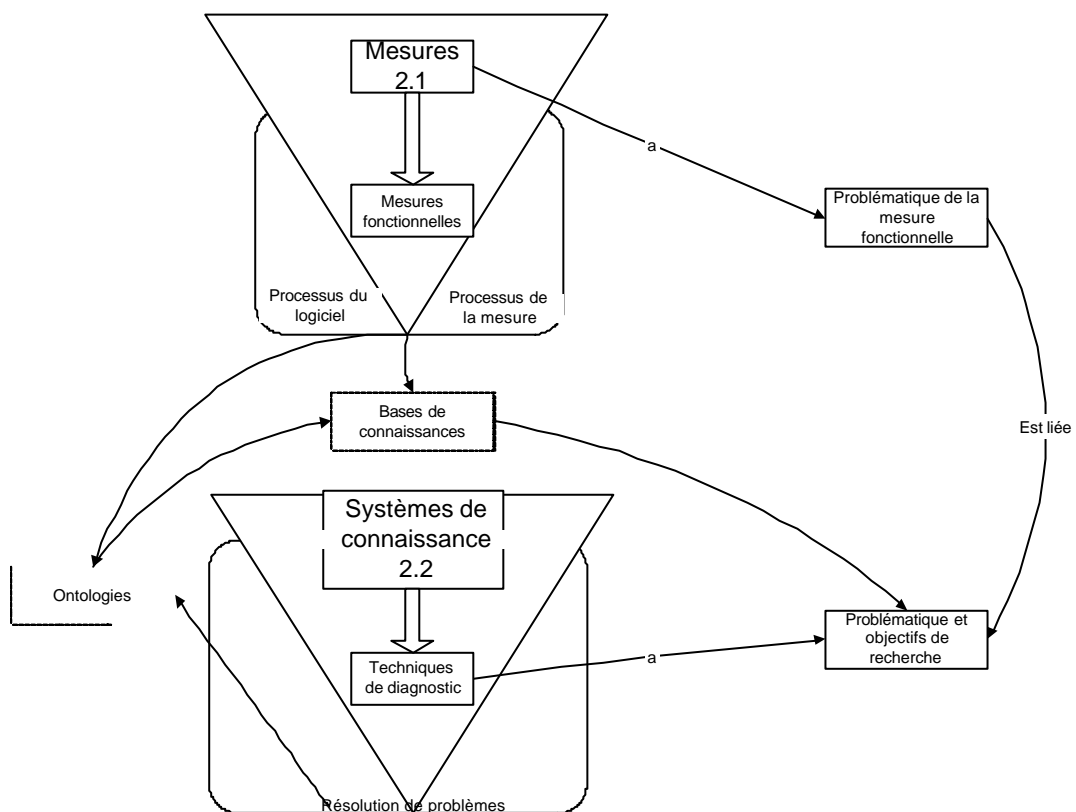 Mesures
2.1
a
Mesures
fonctionnelles
Problématique de la
mesure
fonctionnelle
Processus du
logiciel
Processus de
la mesure
Bases de
connaissances
Est liée
Systèmes de
connaissance
2.2
Ontologies
Problématique et
objectifs de
recherche
a
Techniques
de diagnostic
Résolution de problèmes